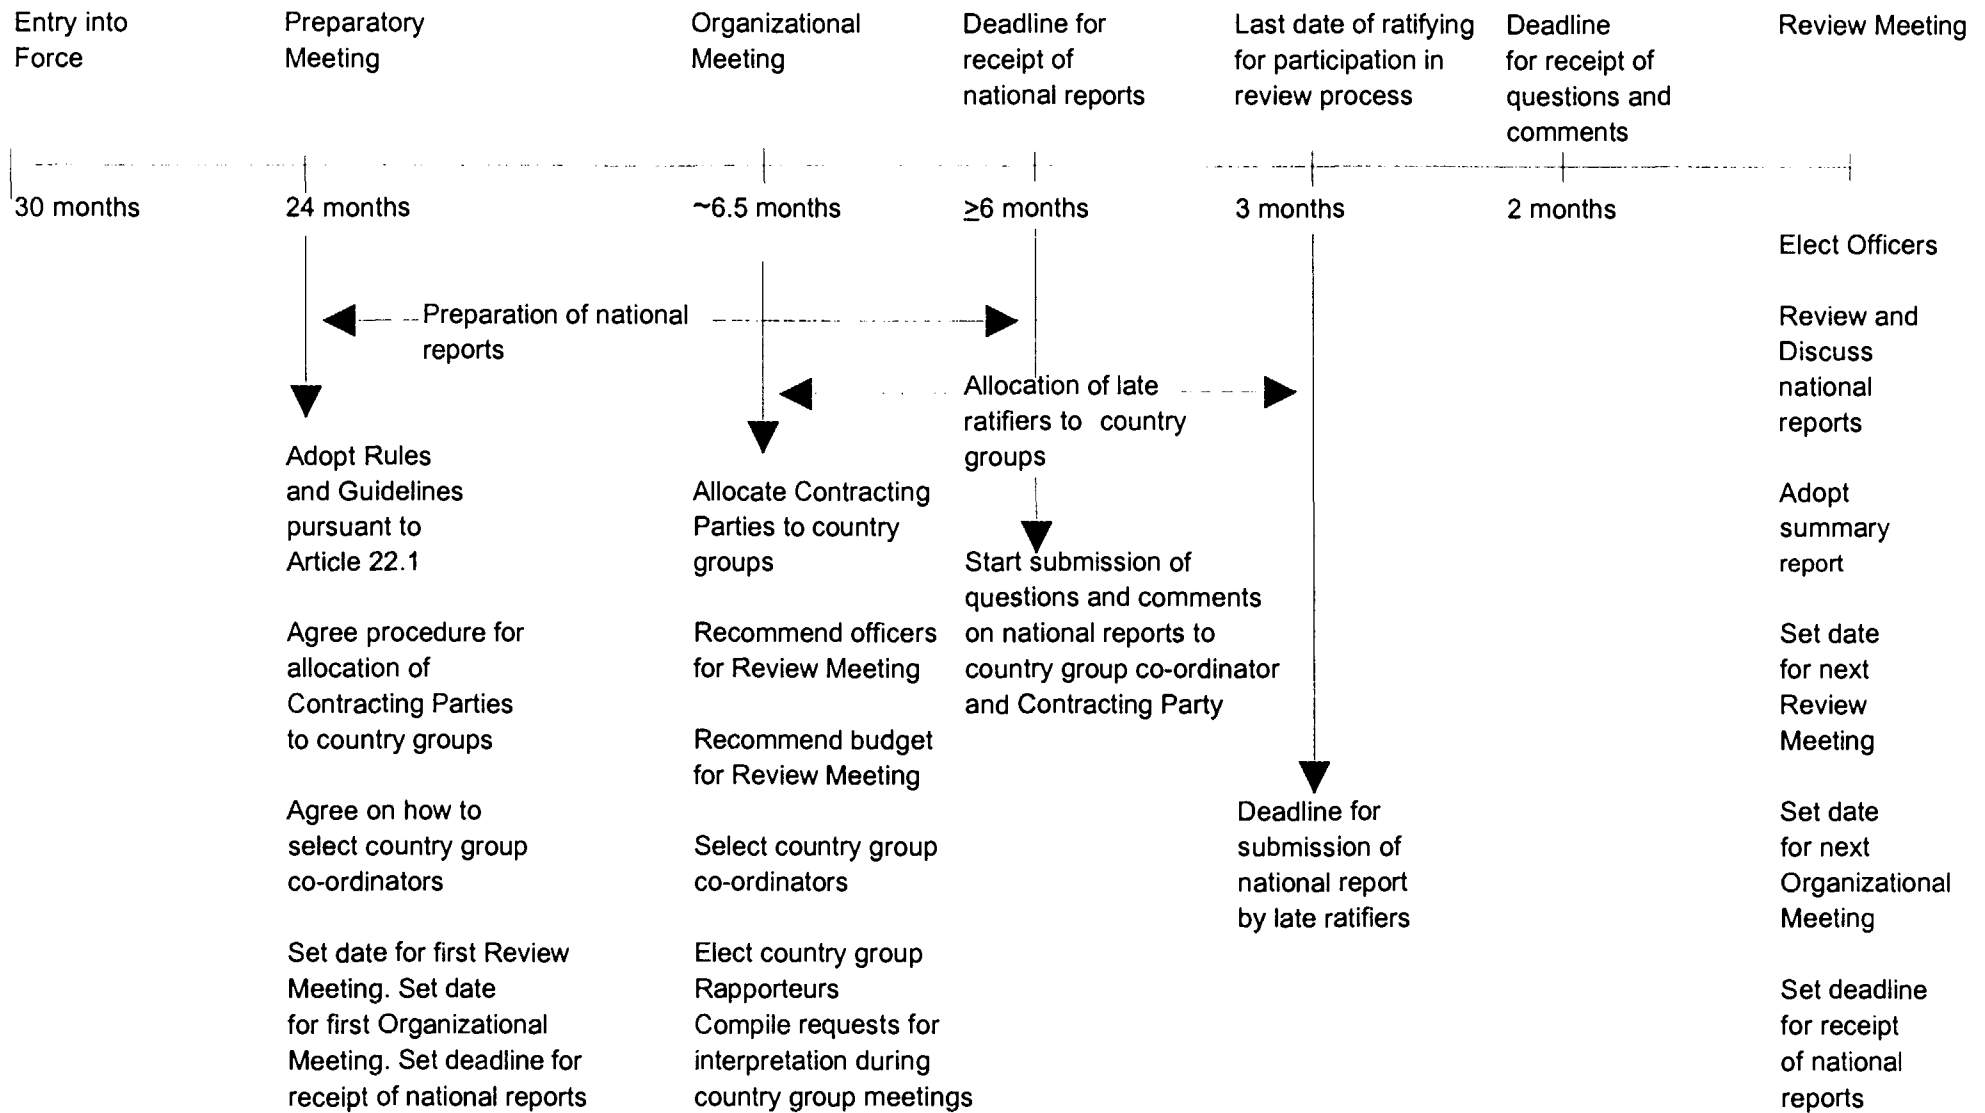 Entry into
Force
Preparatory
Meeting
Organizational
Meeting
Deadline for
receipt of
national reports
Last date of ratifying
for participation in
review process
Deadline
for receipt of
questions and
comments
Review Meeting
30 months
24 months
~6.5 months
≥6 months
3 months
2 months
Preparation of national
reports
Allocation of late
ratifiers to country
groups
Adopt Rules
and Guidelines
pursuant to
Article 22.1
Agree procedure for
allocation of
Contracting Parties
to country groups
Agree on how to
select country group
co-ordinators
Set date for first Review
Meeting. Set date
for first Organizational
Meeting. Set deadline for
receipt of national reports
Allocate Contracting
Parties to country
groups
Recommend officers
for Review Meeting
Recommend budget
for Review Meeting
Select country group
co-ordinators
Elect country group
Rapporteurs
Compile requests for
interpretation during
country group meetings
Start submission of
questions and comments
on national reports to
country group co-ordinator
and Contracting Party
Deadline for
submission of
national report
by late ratifiers
Elect Officers
Review and
Discuss
national
reports
Adopt
summary
report
Set date
for next
Review
Meeting
Set date
for next
Organizational
Meeting
Set deadline
for receipt
of national
reports